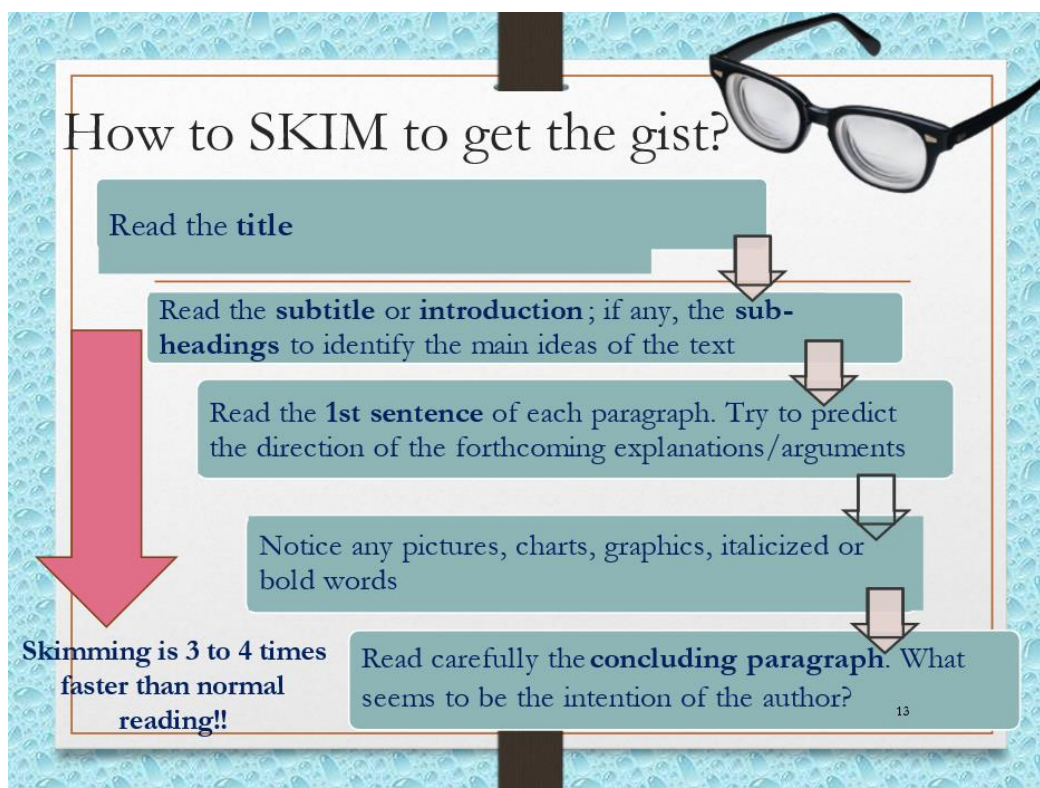 How to SKIM to get the gist?
Read the title
Read the subtitle or introduction; if any, the sub-
headings to identify the main ideas of the text
Read the 1st sentence of each paragraph. Try to predict
the direction of the forthcoming explanations/arguments
Notice any pictures, charts, graphics, italicized or
bold words
Read carefully the concluding paragraph. What
seems to be the intention of the author?
Skimming is 3 to 4 times
faster than normal
reading!!
13